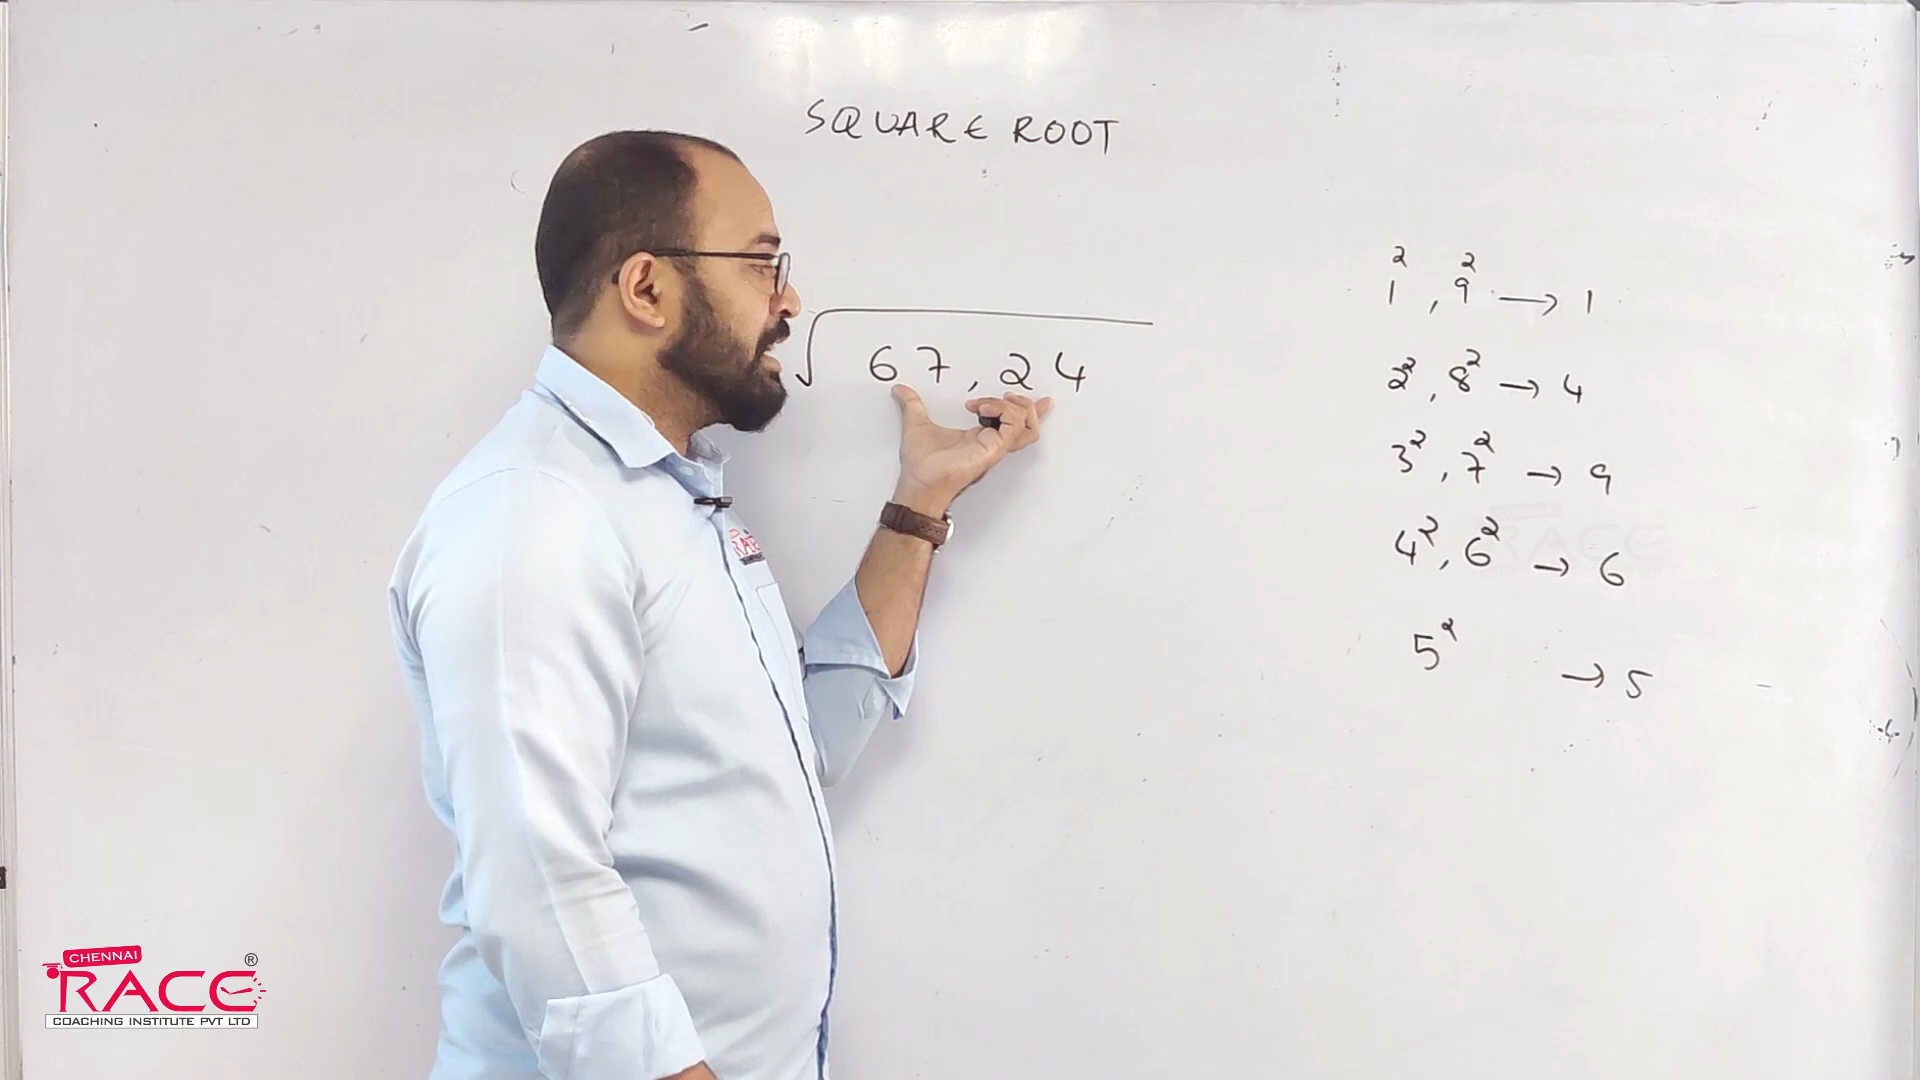 SQUARE ROOT
√67,24
1², 9² → 1
2², 8² → 4
3², 7² → 9
4², 6² → 6
5² → 5
RACE
CHENNAI
RACE®
COACHING INSTITUTE PVT LTD